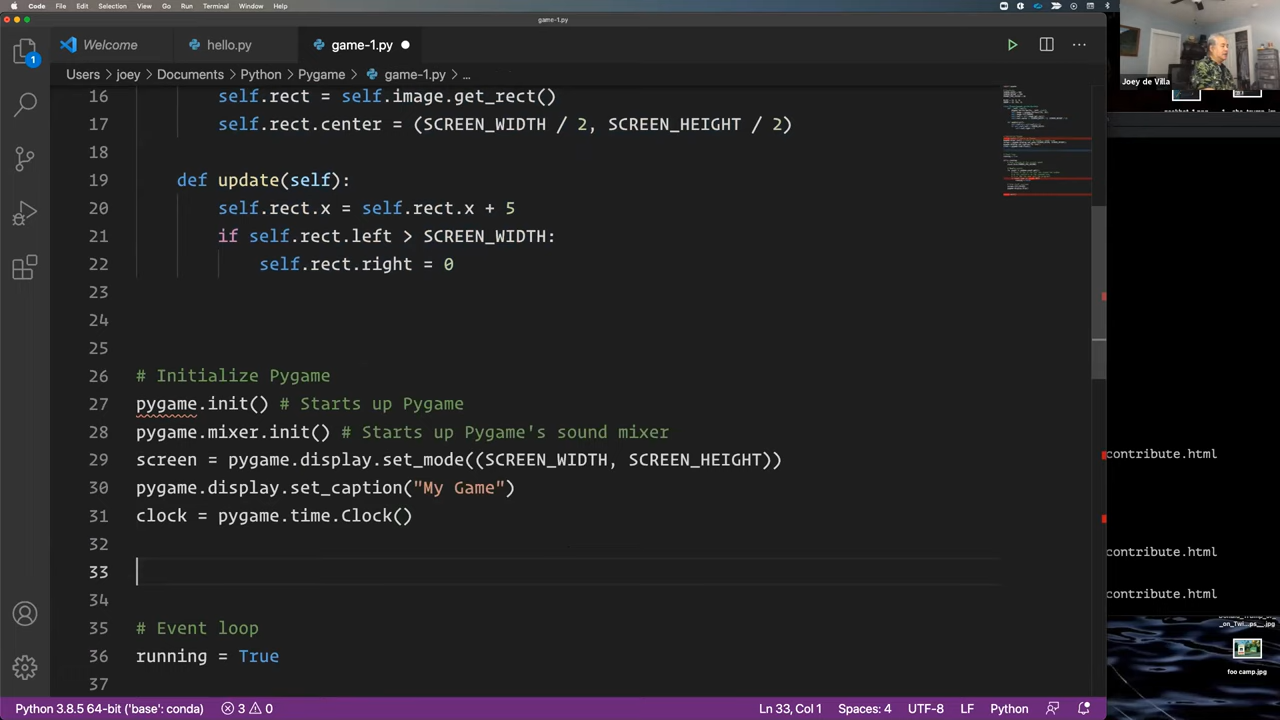 Code File Edit Selection View Go Run Terminal Window Help
game-1.py
Welcome hello.py game-1.py
Joey de Villa
Users > joey > Documents > Python > Pygame > game-1.py > ...
16 self.rect = self.image.get_rect()
17 self.rect.center = (SCREEN_WIDTH / 2, SCREEN_HEIGHT / 2)
18
19 def update(self):
20 self.rect.x = self.rect.x + 5
21 if self.rect.left > SCREEN_WIDTH:
22 self.rect.right = 0
23
24
25
26 # Initialize Pygame
27 pygame.init() # Starts up Pygame
28 pygame.mixer.init() # Starts up Pygame's sound mixer
contribute.html
29 screen = pygame.display.set_mode((SCREEN_WIDTH, SCREEN_HEIGHT))
30 pygame.display.set_caption("My Game")
31 clock = pygame.time.Clock()
32
contribute.html
33
34
contribute.html
35 # Event loop
36 running = True
foo camp.jpg
37
1
Python 3.8.5 64-bit ('base': conda) 3 0 Ln 33, Col 1 Spaces: 4 UTF-8 LF Python